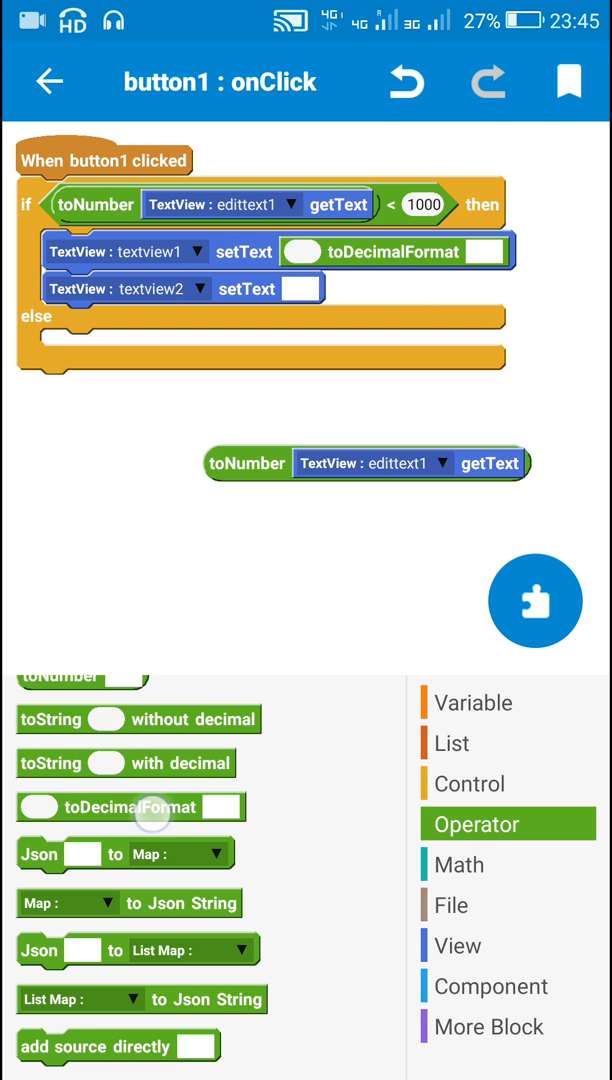 HD 4G 4G R 3G 27% 23:45
button1 : onClick
When button1 clicked
if toNumber TextView : edittext1 ▼ getText < 1000 then
TextView : textview1 ▼ setText toDecimalFormat
TextView : textview2 ▼ setText
else
toNumber TextView : edittext1 ▼ getText
toNumber
toString without decimal
toString with decimal
toDecimalFormat
Json to Map : ▼
Map : ▼ to Json String
Json to List Map : ▼
List Map : ▼ to Json String
add source directly
Variable
List
Control
Operator
Math
File
View
Component
More Block